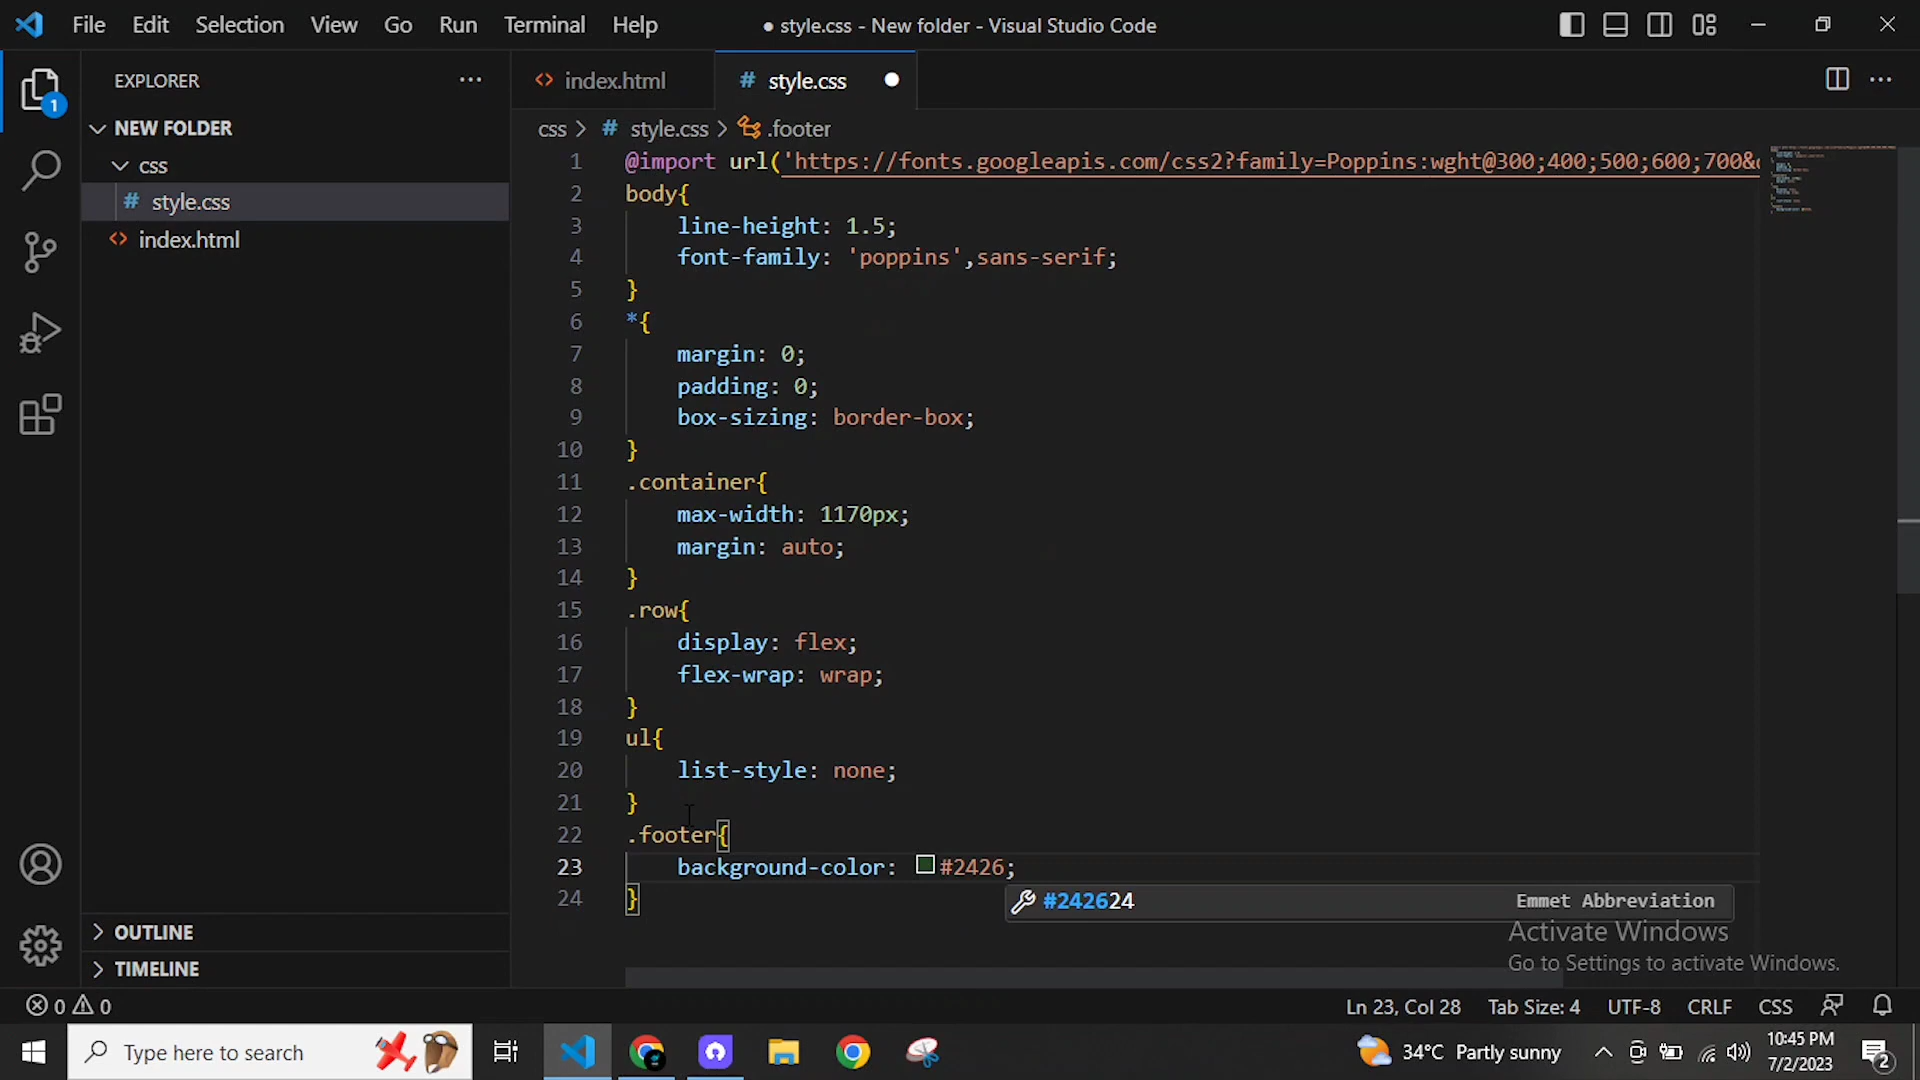 File Edit Selection View Go Run Terminal Help ● style.css - New folder - Visual Studio Code
EXPLORER ···
index.html
# style.css
css > # style.css > .footer
NEW FOLDER
css
# style.css
index.html
1
1 @import url('https://fonts.googleapis.com/css2?family=Poppins:wght@300;400;500;600;700&
2 body{
3 line-height: 1.5;
4 font-family: 'poppins',sans-serif;
5 }
6 *{
7 margin: 0;
8 padding: 0;
9 box-sizing: border-box;
10 }
11 .container{
12 max-width: 1170px;
13 margin: auto;
14 }
15 .row{
16 display: flex;
17 flex-wrap: wrap;
18 }
19 ul{
20 list-style: none;
21 }
22 .footer{
23 background-color: #2426;
24 }
#242624 Emmet Abbreviation
Activate Windows
Go to Settings to activate Windows.
OUTLINE
TIMELINE
0 0 Ln 23, Col 28 Tab Size: 4 UTF-8 CRLF CSS
Type here to search
34°C Partly sunny
10:45 PM
7/2/2023
2